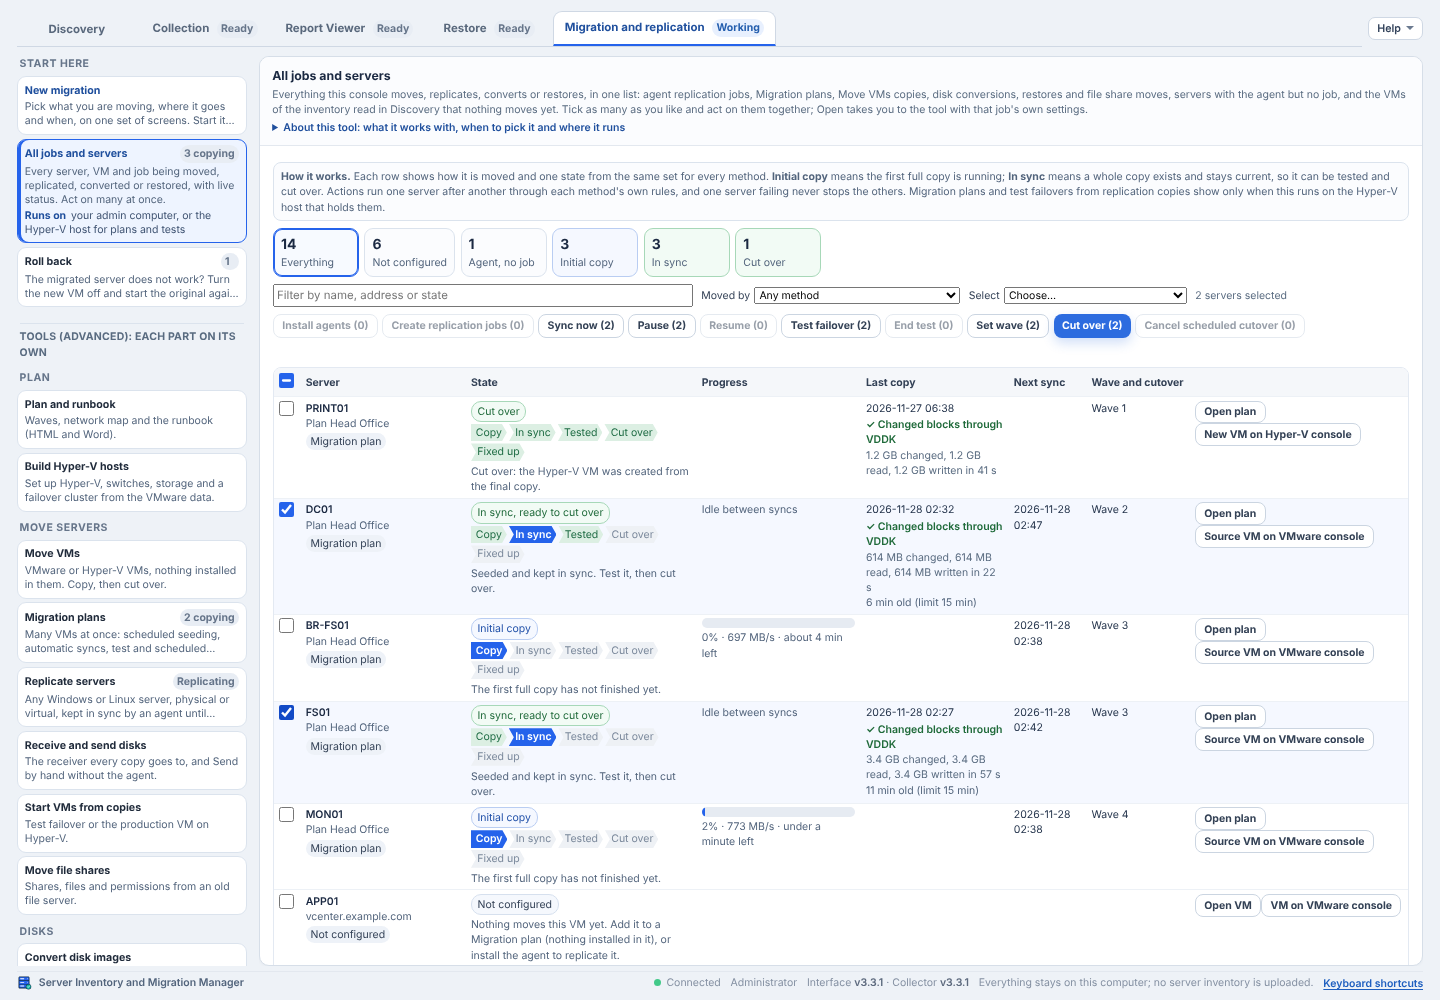 Discovery
Collection Ready
Report Viewer Ready
Restore Ready
Migration and replication Working
Help
START HERE
New migration
Pick what you are moving, where it goes
and when, on one set of screens. Start it...
All jobs and servers 3 copying
Every server, VM and job being moved,
replicated, converted or restored, with live
status. Act on many at once.
Runs on your admin computer, or the
Hyper-V host for plans and tests
Roll back 1
The migrated server does not work? Turn
the new VM off and start the original agai...
TOOLS (ADVANCED): EACH PART ON ITS
OWN
PLAN
Plan and runbook
Waves, network map and the runbook
(HTML and Word).
Build Hyper-V hosts
Set up Hyper-V, switches, storage and a
failover cluster from the VMware data.
MOVE SERVERS
Move VMs
VMware or Hyper-V VMs, nothing installed
in them. Copy, then cut over.
Migration plans 2 copying
Many VMs at once: scheduled seeding,
automatic syncs, test and scheduled...
Replicate servers Replicating
Any Windows or Linux server, physical or
virtual, kept in sync by an agent until...
Receive and send disks
The receiver every copy goes to, and Send
by hand without the agent.
Start VMs from copies
Test failover or the production VM on
Hyper-V.
Move file shares
Shares, files and permissions from an old
file server.
DISKS
Convert disk images
All jobs and servers
Everything this console moves, replicates, converts or restores, in one list: agent replication jobs, Migration plans, Move VMs copies, disk conversions, restores and file share moves, servers with the agent but no job, and the VMs
of the inventory read in Discovery that nothing moves yet. Tick as many as you like and act on them together; Open takes you to the tool with that job's own settings.
About this tool: what it works with, when to pick it and where it runs
How it works. Each row shows how it is moved and one state from the same set for every method. Initial copy means the first full copy is running; In sync means a whole copy exists and stays current, so it can be tested and
cut over. Actions run one server after another through each method's own rules, and one server failing never stops the others. Migration plans and test failovers from replication copies show only when this runs on the Hyper-V
host that holds them.
14 Everything
6 Not configured
1 Agent, no job
3 Initial copy
3 In sync
1 Cut over
Filter by name, address or state
Moved by Any method
Select Choose...
2 servers selected
Install agents (0)
Create replication jobs (0)
Sync now (2)
Pause (2)
Resume (0)
Test failover (2)
End test (0)
Set wave (2)
Cut over (2)
Cancel scheduled cutover (0)
Server State Progress Last copy Next sync Wave and cutover
PRINT01
Plan Head Office
Migration plan
Cut over
Copy In sync Tested Cut over
Fixed up
Cut over: the Hyper-V VM was created from
the final copy.
2026-11-27 06:38
✓ Changed blocks through
VDDK
1.2 GB changed, 1.2 GB
read, 1.2 GB written in 41 s
Wave 1
Open plan
New VM on Hyper-V console
DC01
Plan Head Office
Migration plan
In sync, ready to cut over
Copy In sync Tested Cut over
Fixed up
Seeded and kept in sync. Test it, then cut
over.
Idle between syncs
2026-11-28 02:32
✓ Changed blocks through
VDDK
614 MB changed, 614 MB
read, 614 MB written in 22
s
6 min old (limit 15 min)
2026-11-28
02:47
Wave 2
Open plan
Source VM on VMware console
BR-FS01
Plan Head Office
Migration plan
Initial copy
Copy In sync Tested Cut over
Fixed up
The first full copy has not finished yet.
0% · 697 MB/s · about 4 min
left
2026-11-28
02:38
Wave 3
Open plan
Source VM on VMware console
FS01
Plan Head Office
Migration plan
In sync, ready to cut over
Copy In sync Tested Cut over
Fixed up
Seeded and kept in sync. Test it, then cut
over.
Idle between syncs
2026-11-28 02:27
✓ Changed blocks through
VDDK
3.4 GB changed, 3.4 GB
read, 3.4 GB written in 57 s
11 min old (limit 15 min)
2026-11-28
02:42
Wave 3
Open plan
Source VM on VMware console
MON01
Plan Head Office
Migration plan
Initial copy
Copy In sync Tested Cut over
Fixed up
The first full copy has not finished yet.
2% · 773 MB/s · under a
minute left
2026-11-28
02:38
Wave 4
Open plan
Source VM on VMware console
APP01
vcenter.example.com
Not configured
Not configured
Nothing moves this VM yet. Add it to a
Migration plan (nothing installed in it), or
install the agent to replicate it.
Open VM
VM on VMware console
Server Inventory and Migration Manager
Connected Administrator Interface v3.3.1 · Collector v3.3.1 Everything stays on this computer; no server inventory is uploaded. Keyboard shortcuts